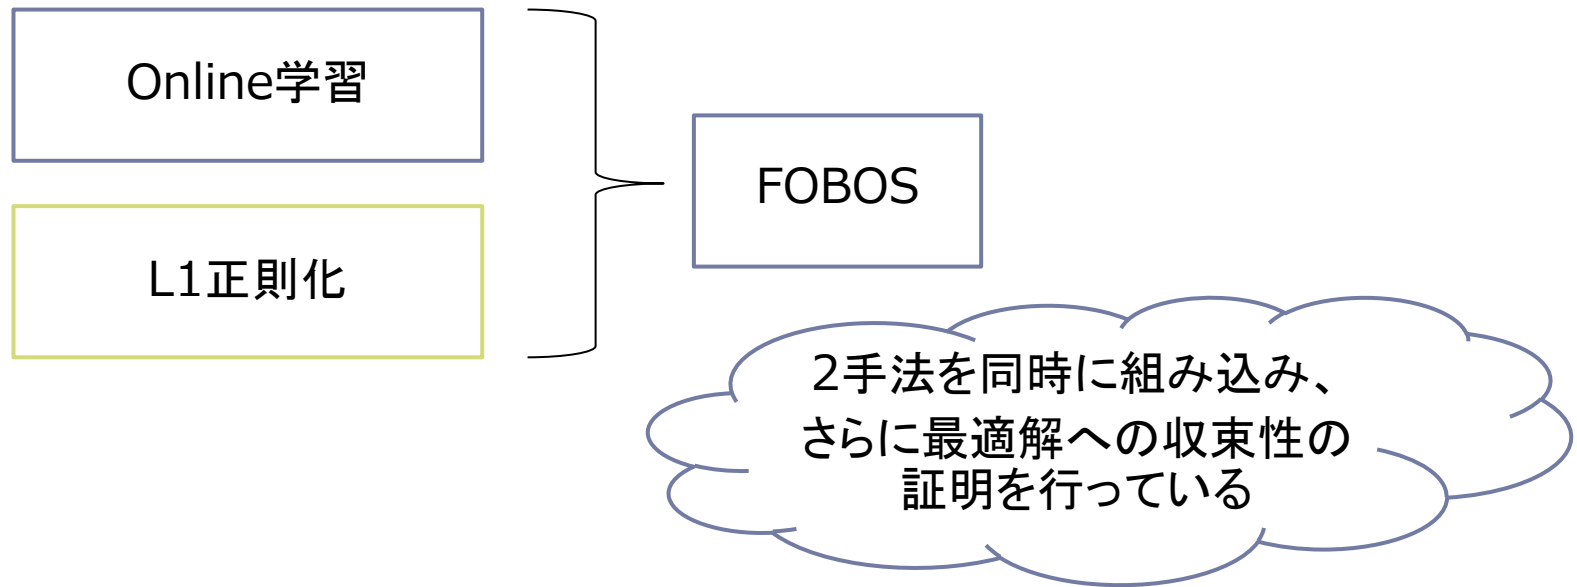 Online学習
L1正則化
FOBOS
2手法を同時に組み込み、
さらに最適解への収束性の
証明を行っている